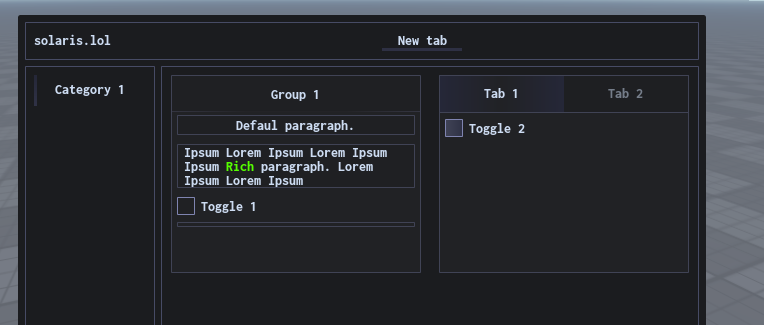 solaris.lol
New tab
Category 1
Group 1
Defaul paragraph.
Ipsum Lorem Ipsum Lorem Ipsum
Ipsum Rich paragraph. Lorem
Ipsum Lorem Ipsum
Toggle 1
Tab 1
Tab 2
Toggle 2